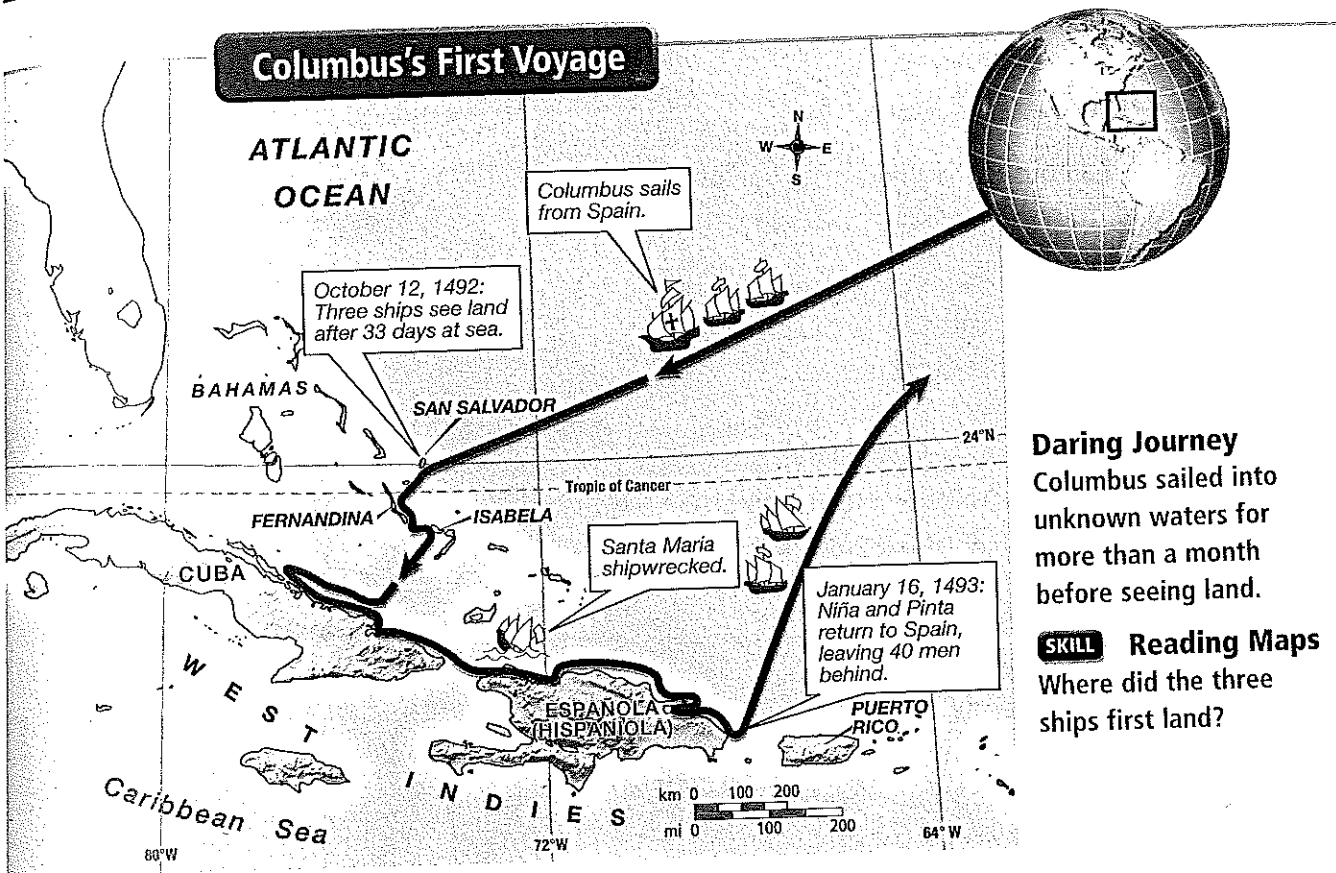 Columbus's First Voyage
ATLANTIC
OCEAN
N
W
E
S
Columbus sails
from Spain.
October 12, 1492:
Three ships see land
after 33 days at sea.
BAHAMAS
SAN SALVADOR
24°N
Tropic of Cancer
FERNANDINA
ISABELA
CUBA
Santa Maria
shipwrecked.
January 16, 1493:
Niña and Pinta
return to Spain,
leaving 40 men
behind.
ESPAÑOLA
(HISPANIOLA)
PUERTO
RICO
WEST
INDIES
Caribbean Sea
km 0 100 200
mi 0 100 200
80°W
72°W
64°W
Daring Journey
Columbus sailed into
unknown waters for
more than a month
before seeing land.
SKILL Reading Maps
Where did the three
ships first land?